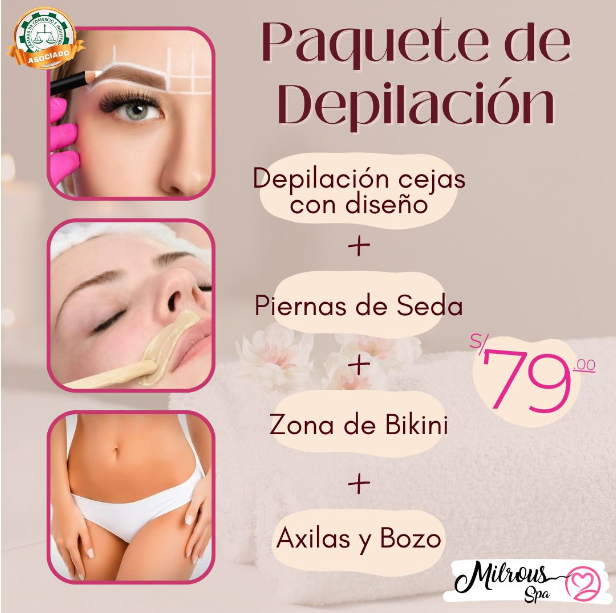 ASOCIADO
Paquete de
Depilación
Depilación cejas
con diseño
+
Piernas de Seda
+
S/79.00
Zona de Bikini
+
Axilas y Bozo
Milrous
Spa